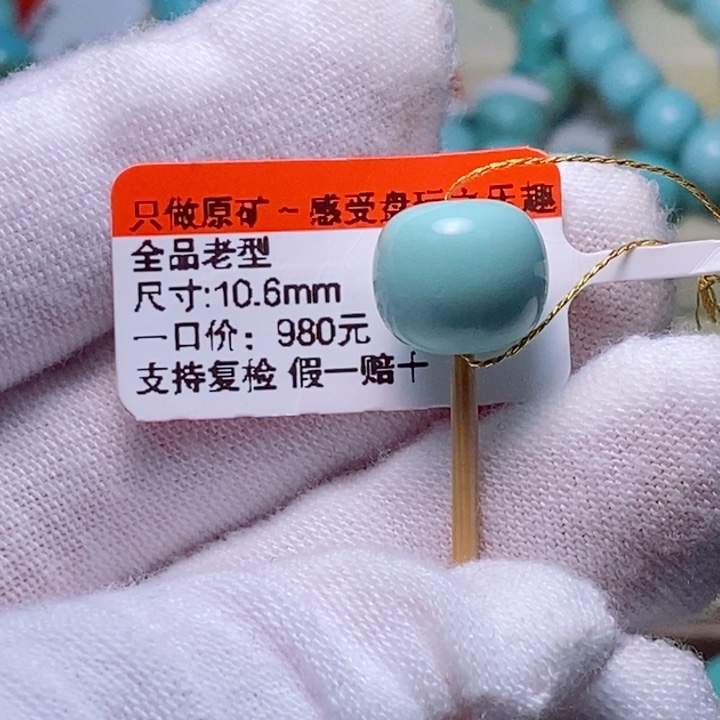 只做原矿~感受盘玩之乐趣
全品老型
尺寸:10.6mm
一口价：980元
支持复检 假一赔十